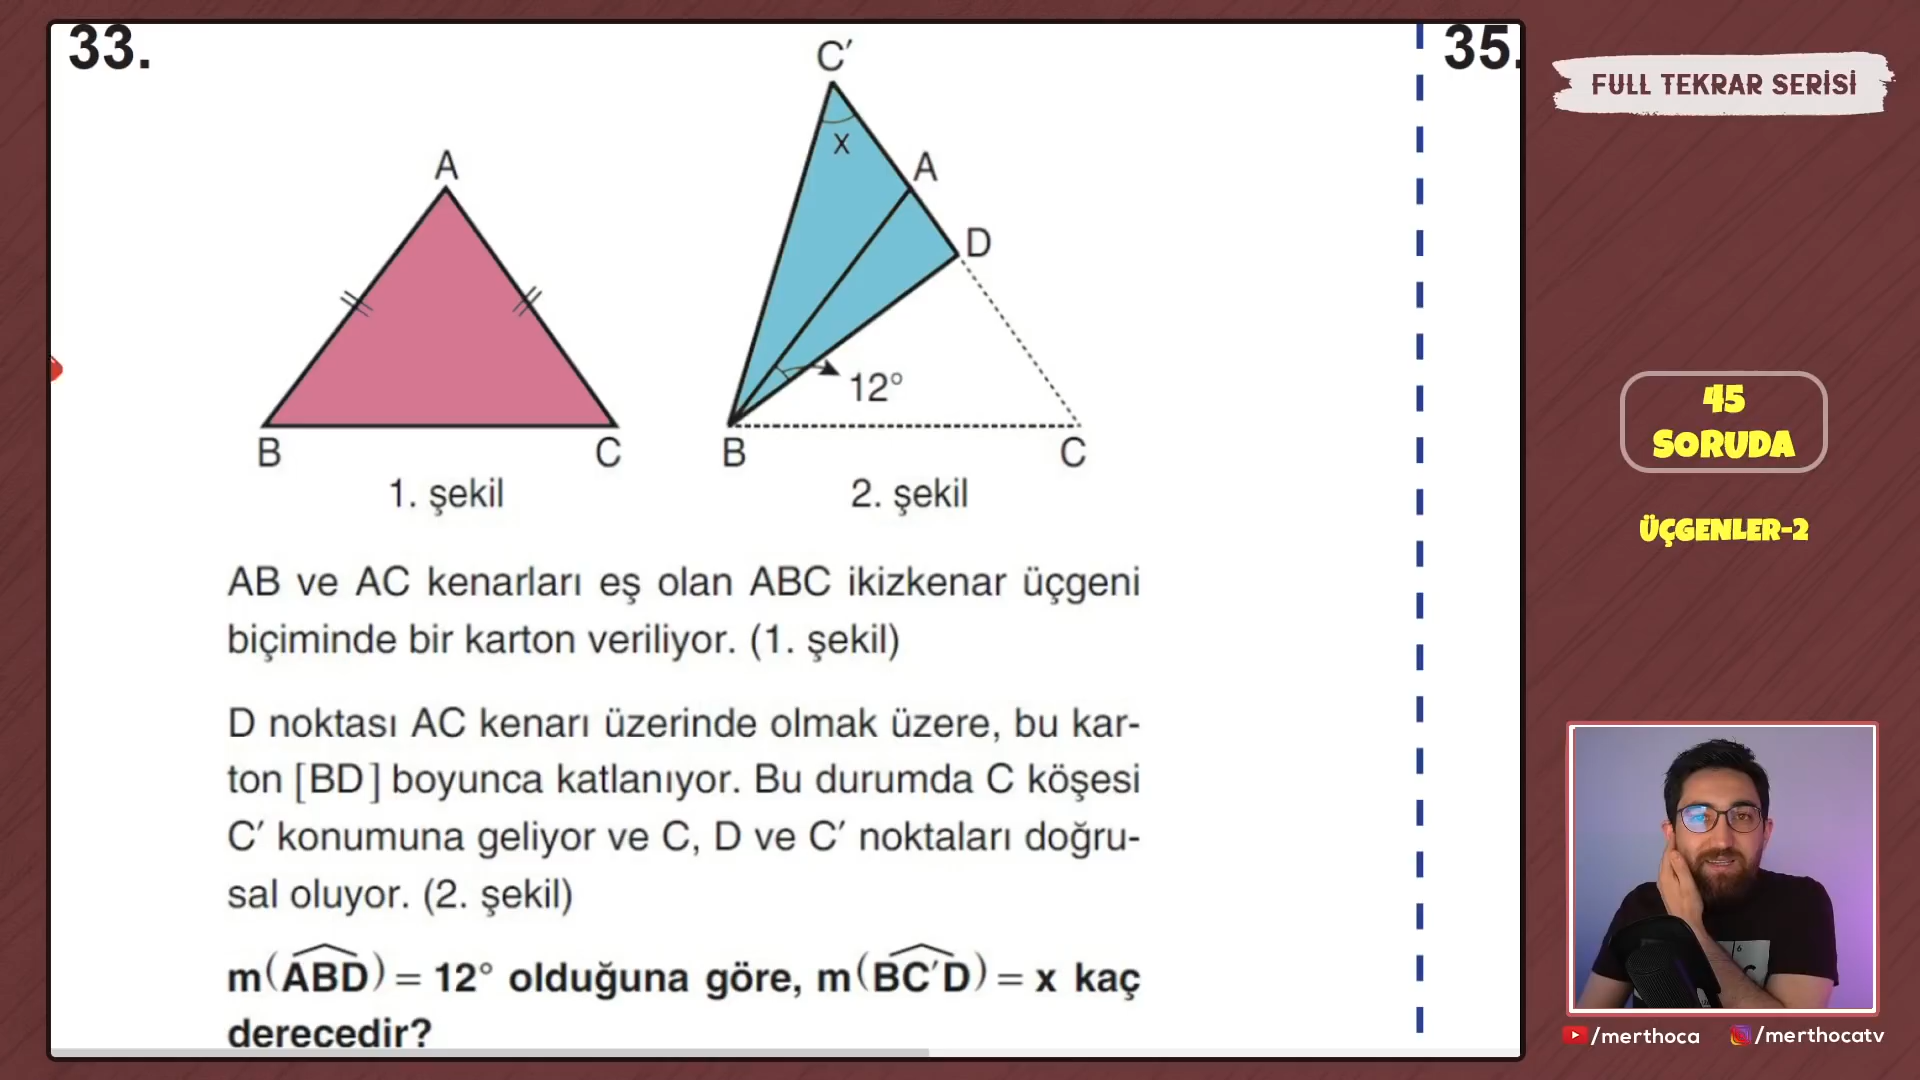 33.
35.
C′
x
A
D
12°
B
C
2. şekil
A
B
C
1. şekil
AB ve AC kenarları eş olan ABC ikizkenar üçgeni
biçiminde bir karton veriliyor. (1. şekil)
D noktası AC kenarı üzerinde olmak üzere, bu kar-
ton [BD] boyunca katlanıyor. Bu durumda C köşesi
C′ konumuna geliyor ve C, D ve C′ noktaları doğru-
sal oluyor. (2. şekil)
m(ABD) = 12° olduğuna göre, m(BC′D) = x kaç
derecedir?
FULL TEKRAR SERİSİ
45
SORUDA
ÜÇGENLER-2
/merthoca
/merthocatv